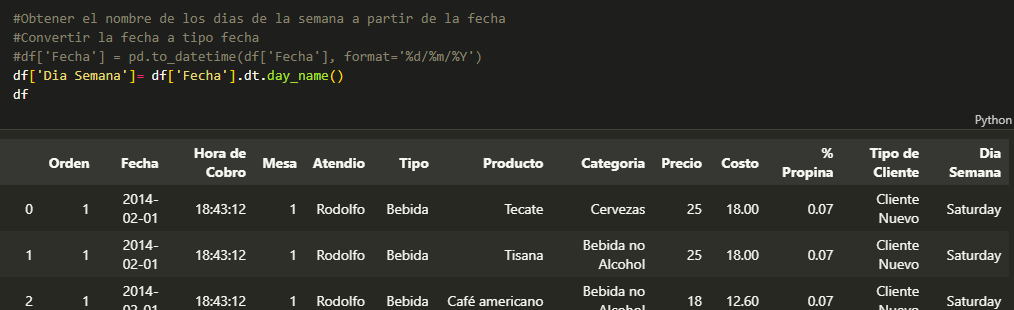 #Obtener el nombre de los dias de la semana a partir de la fecha
#Convertir la fecha a tipo fecha
#df['Fecha'] = pd.to_datetime(df['Fecha'], format='%d/%m/%Y')
df['Dia Semana']= df['Fecha'].dt.day_name()
df
Python
Orden Fecha Hora de Cobro Mesa Atendio Tipo Producto Categoria Precio Costo % Propina Tipo de Cliente Dia Semana
0 1 2014-02-01 18:43:12 1 Rodolfo Bebida Tecate Cervezas 25 18.00 0.07 Cliente Nuevo Saturday
1 1 2014-02-01 18:43:12 1 Rodolfo Bebida Tisana Bebida no Alcohol 25 18.00 0.07 Cliente Nuevo Saturday
2 1 2014-02-01 18:43:12 1 Rodolfo Bebida Café americano Bebida no Alcohol 18 12.60 0.07 Cliente Nuevo Saturday